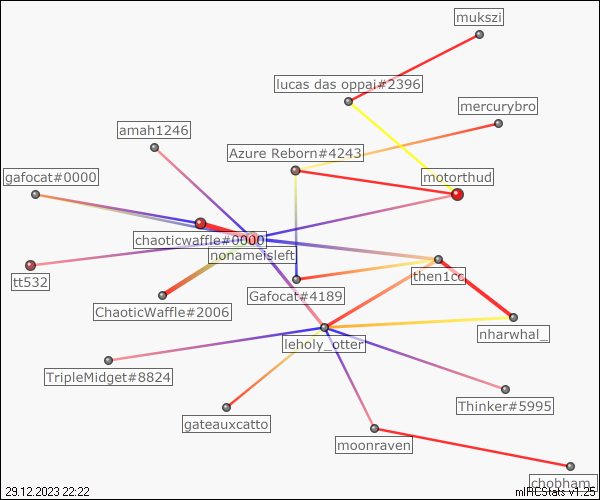 mukszi
lucas das oppai#2396
mercurybro
amah1246
Azure Reborn#4243
gafocat#0000
motorthud
chaoticwaffle#0000
nonameisleft
tt532
then1cc
Gafocat#4189
ChaoticWaffle#2006
nharwhal_
leholy_otter
TripleMidget#8824
Thinker#5995
gateauxcatto
moonraven
chobham_
29.12.2023 22:22
mIRCStats v1.25